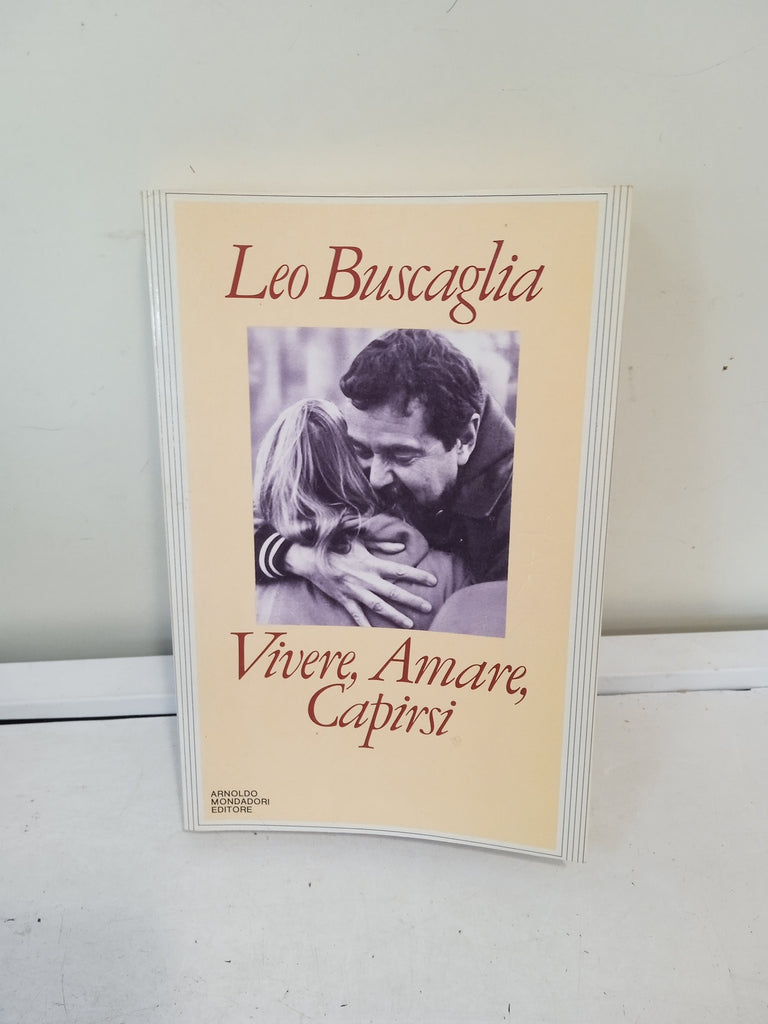 Leo Buscaglia
Vivere, Amare,
Capirsi
ARNOLDO
MONDADORI
EDITORE